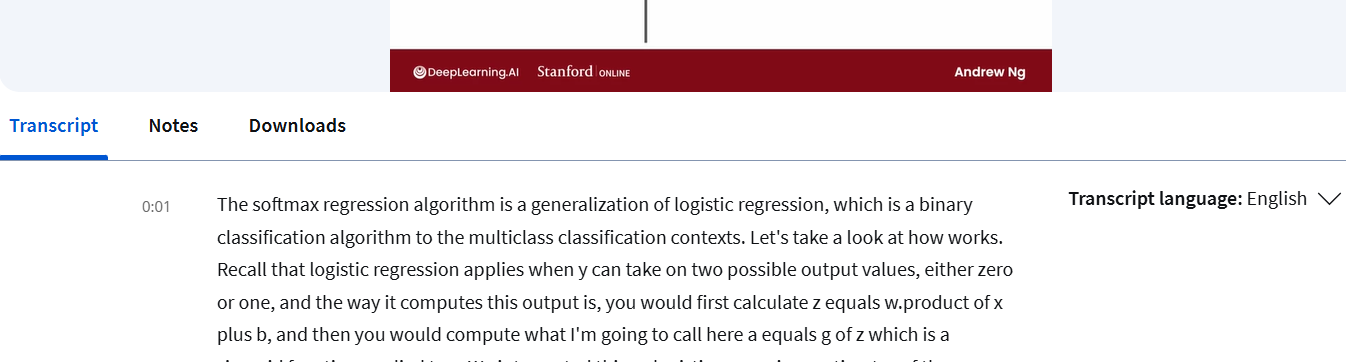 DeepLearning.AI Stanford ONLINE Andrew Ng
Transcript Notes Downloads
0:01
The softmax regression algorithm is a generalization of logistic regression, which is a binary
classification algorithm to the multiclass classification contexts. Let's take a look at how works.
Recall that logistic regression applies when y can take on two possible output values, either zero
or one, and the way it computes this output is, you would first calculate z equals w.product of x
plus b, and then you would compute what I'm going to call here a equals g of z which is a
Transcript language: English